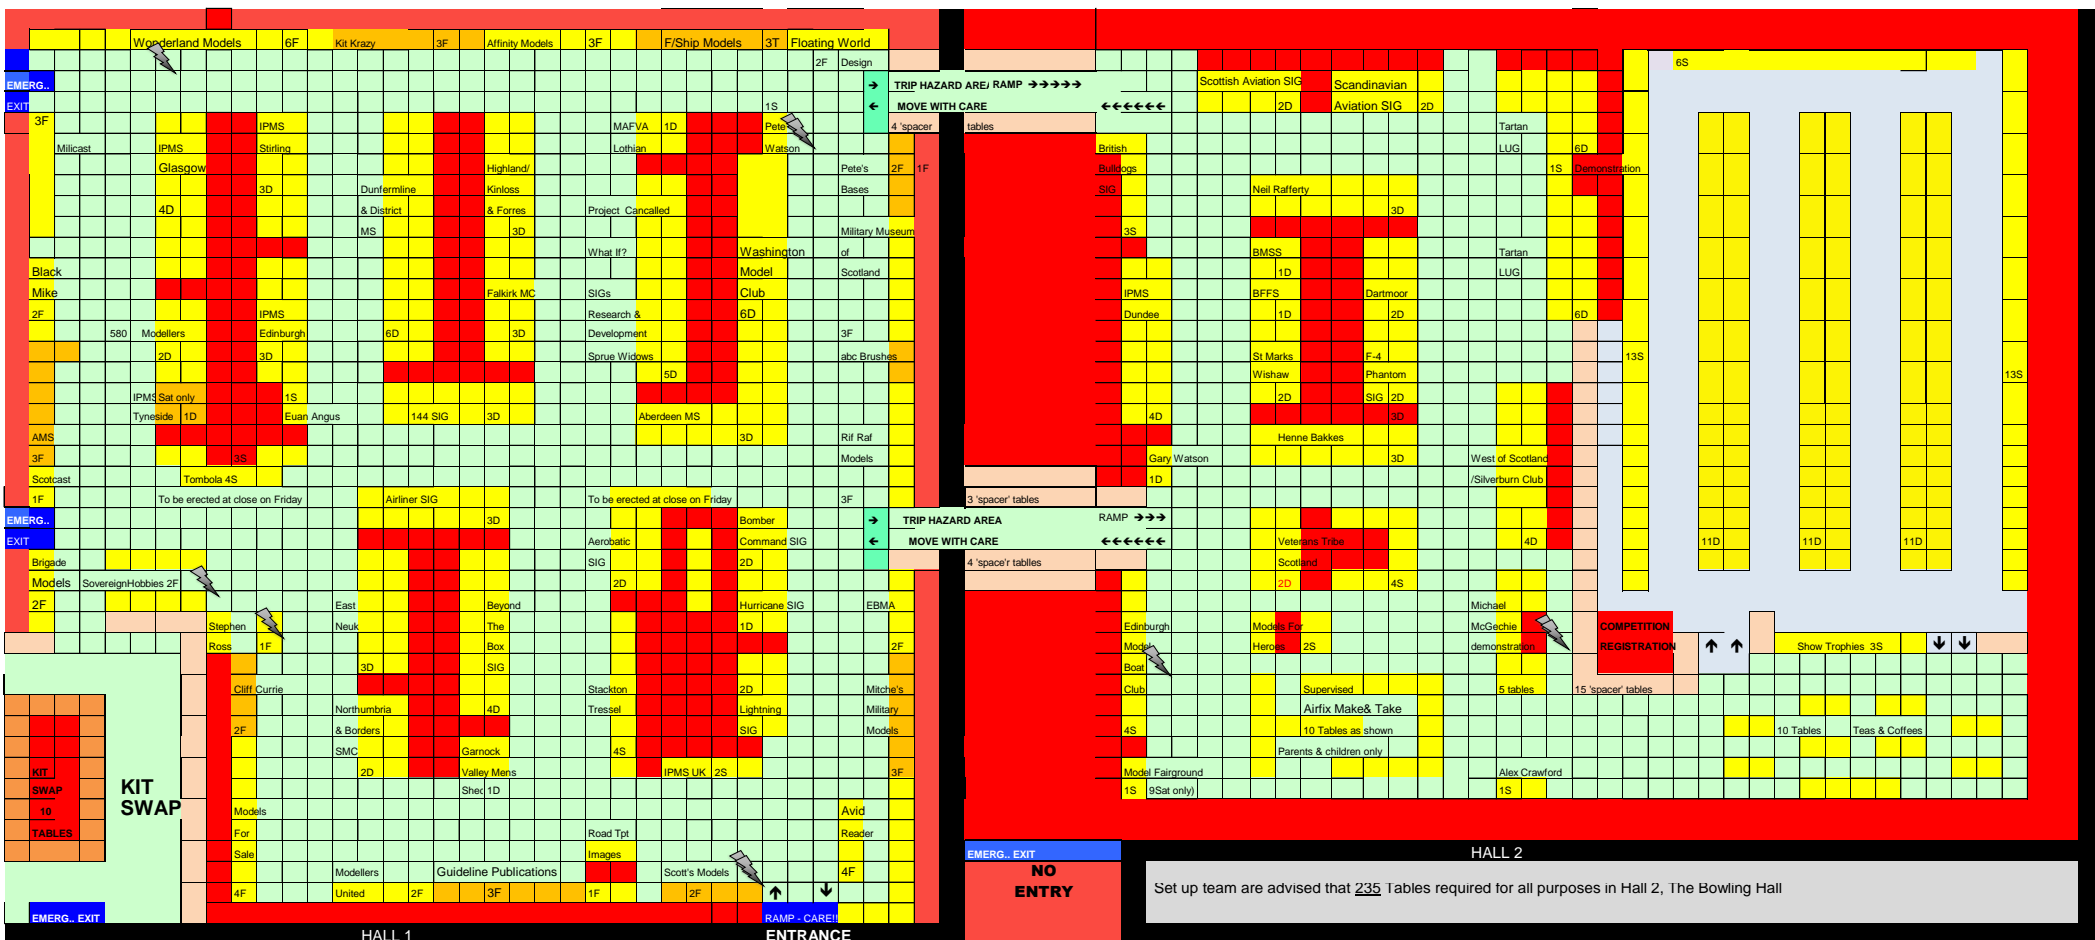 Wonderland Models 6F Kit Krazy 3F Affinity Models 3F F/Ship Models 3T Floating World
2F Design
6S
EMERG.. EXIT
TRIP HAZARD AREA/ RAMP →→→→→
← MOVE WITH CARE ←←←←←←
1S
Scottish Aviation SIG 2D
Scandinavian
Aviation SIG 2D
3F
Milicast
IPMS
Glasgow
4D
IPMS
Stirling
3D
MAFVA 1D
Lothian
Pete
Watson
4 'spacer tables
Tartan
LUG 6D
British
Bulldogs
SIG
3S
1S Demonstration
Dunfermline
& District
MS
Highland/
Kinloss
& Forres
3D
Project Cancalled
What If?
SIGs
Research &
Development
Sprue Widows
5D
Pete's 2F 1F
Bases
Military Museum
of
Scotland
Neil Rafferty
3D
Washington
Model
Club
6D
BMSS
1D
BFFS
1D
Tartan
LUG
6D
Black
Mike
2F
Falkirk MC
3D
IPMS
Dundee
4D
Dartmoor
2D
580 Modellers
2D
IPMS
Edinburgh
3D
6D
3F
abc Brushes
St Marks
Wishaw
2D
F-4
Phantom
SIG 2D
3D
13S
13S
IPMS Sat only
Tyneside 1D
1S
Euan Angus
144 SIG 3D
Aberdeen MS
3D
AMS
3F
3S
Rif Raf
Models
3F
Henne Bakkes
3D
Gary Watson
1D
West of Scotland
/Silverburn Club
4D
Scotcast
1F
Tombola 4S
To be erected at close on Friday
Airliner SIG
3D
To be erected at close on Friday
3 'spacer' tables
EMERG.. EXIT
Bomber
Command SIG
2D
→ TRIP HAZARD AREA RAMP →→→
← MOVE WITH CARE ←←←←←←
4 'space'r tablles
Aerobatic
SIG
2D
Veterans Tribe
Scotland
2D 4S
11D 11D 11D
Brigade
Models
2F
SovereignHobbies 2F
Stephen
Ross 1F
East
Neuk
3D
Beyond
The
Box
SIG
4D
Hurricane SIG
1D
EBMA
2F
Edinburgh
Model
Boat
Club
4S
Models For
Heroes 2S
Michael
McGechie
demonstration
COMPETITION
REGISTRATION
↑ ↑
Show Trophies 3S
↓ ↓
Cliff Currie
2F
Northumbria
& Borders
SMC
2D
Stackton
Tressel
4S
2D
Lightning
SIG
Mitche's
Military
Models
3F
Supervised
Airfix Make& Take
10 Tables as shown
Parents & children only
5 tables
15 'spacer' tables
10 Tables Teas & Coffees
KIT
SWAP
10
TABLES
KIT
SWAP
Garnock
Valley Mens
Shed 1D
IPMS UK 2S
Model Fairground
1S 9Sat only)
Alex Crawford
1S
Models
For
Sale
4F
Road Tpt
Images
1F
Avid
Reader
4F
Modellers
United 2F
Guideline Publications
3F
Scott's Models
2F
↑ ↓
EMERG.. EXIT
RAMP - CARE!!
EMERG.. EXIT
NO
ENTRY
HALL 2
Set up team are advised that 235 Tables required for all purposes in Hall 2, The Bowling Hall
HALL 1
ENTRANCE